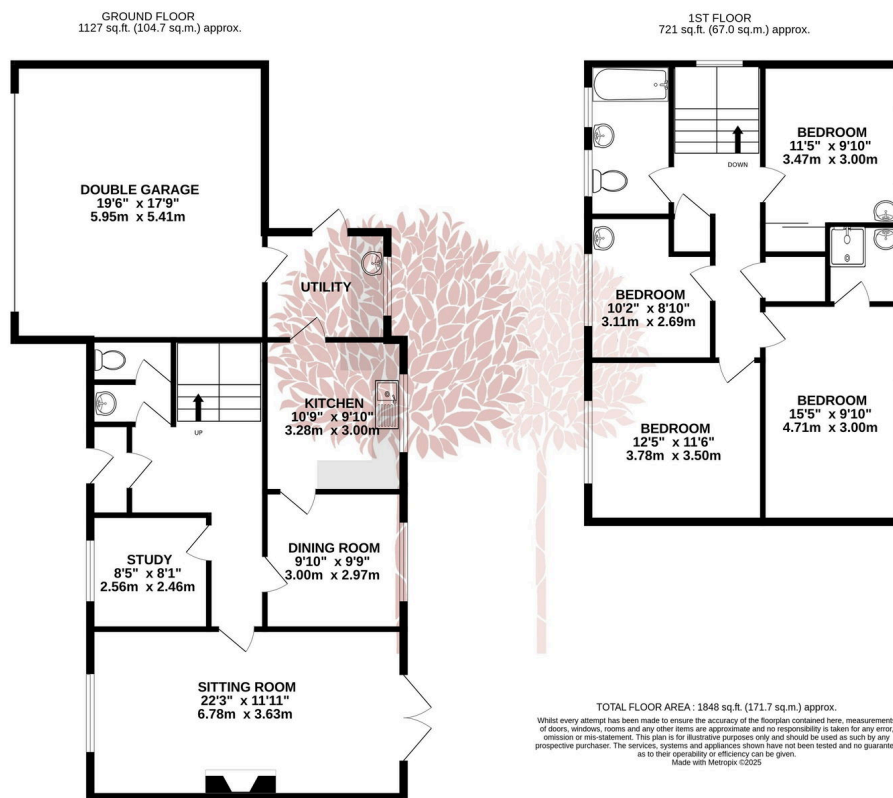 GROUND FLOOR
1127 sq.ft. (104.7 sq.m.) approx.
DOUBLE GARAGE
19'6" x 17'9"
5.95m x 5.41m
UTILITY
KITCHEN
10'9" x 9'10"
3.28m x 3.00m
UP
STUDY
8'5" x 8'1"
2.56m x 2.46m
DINING ROOM
9'10" x 9'9"
3.00m x 2.97m
SITTING ROOM
22'3" x 11'11"
6.78m x 3.63m
1ST FLOOR
721 sq.ft. (67.0 sq.m.) approx.
BEDROOM
11'5" x 9'10"
3.47m x 3.00m
DOWN
BEDROOM
10'2" x 8'10"
3.11m x 2.69m
BEDROOM
12'5" x 11'6"
3.78m x 3.50m
BEDROOM
15'5" x 9'10"
4.71m x 3.00m
TOTAL FLOOR AREA : 1848 sq.ft. (171.7 sq.m.) approx.
Whilst every attempt has been made to ensure the accuracy of the floorplan contained here, measurements
of doors, windows, rooms and any other items are approximate and no responsibility is taken for any error,
omission or mis-statement. This plan is for illustrative purposes only and should be used as such by any
prospective purchaser. The services, systems and appliances shown have not been tested and no guarantee
as to their operability or efficiency can be given.
Made with Metropix ©2025